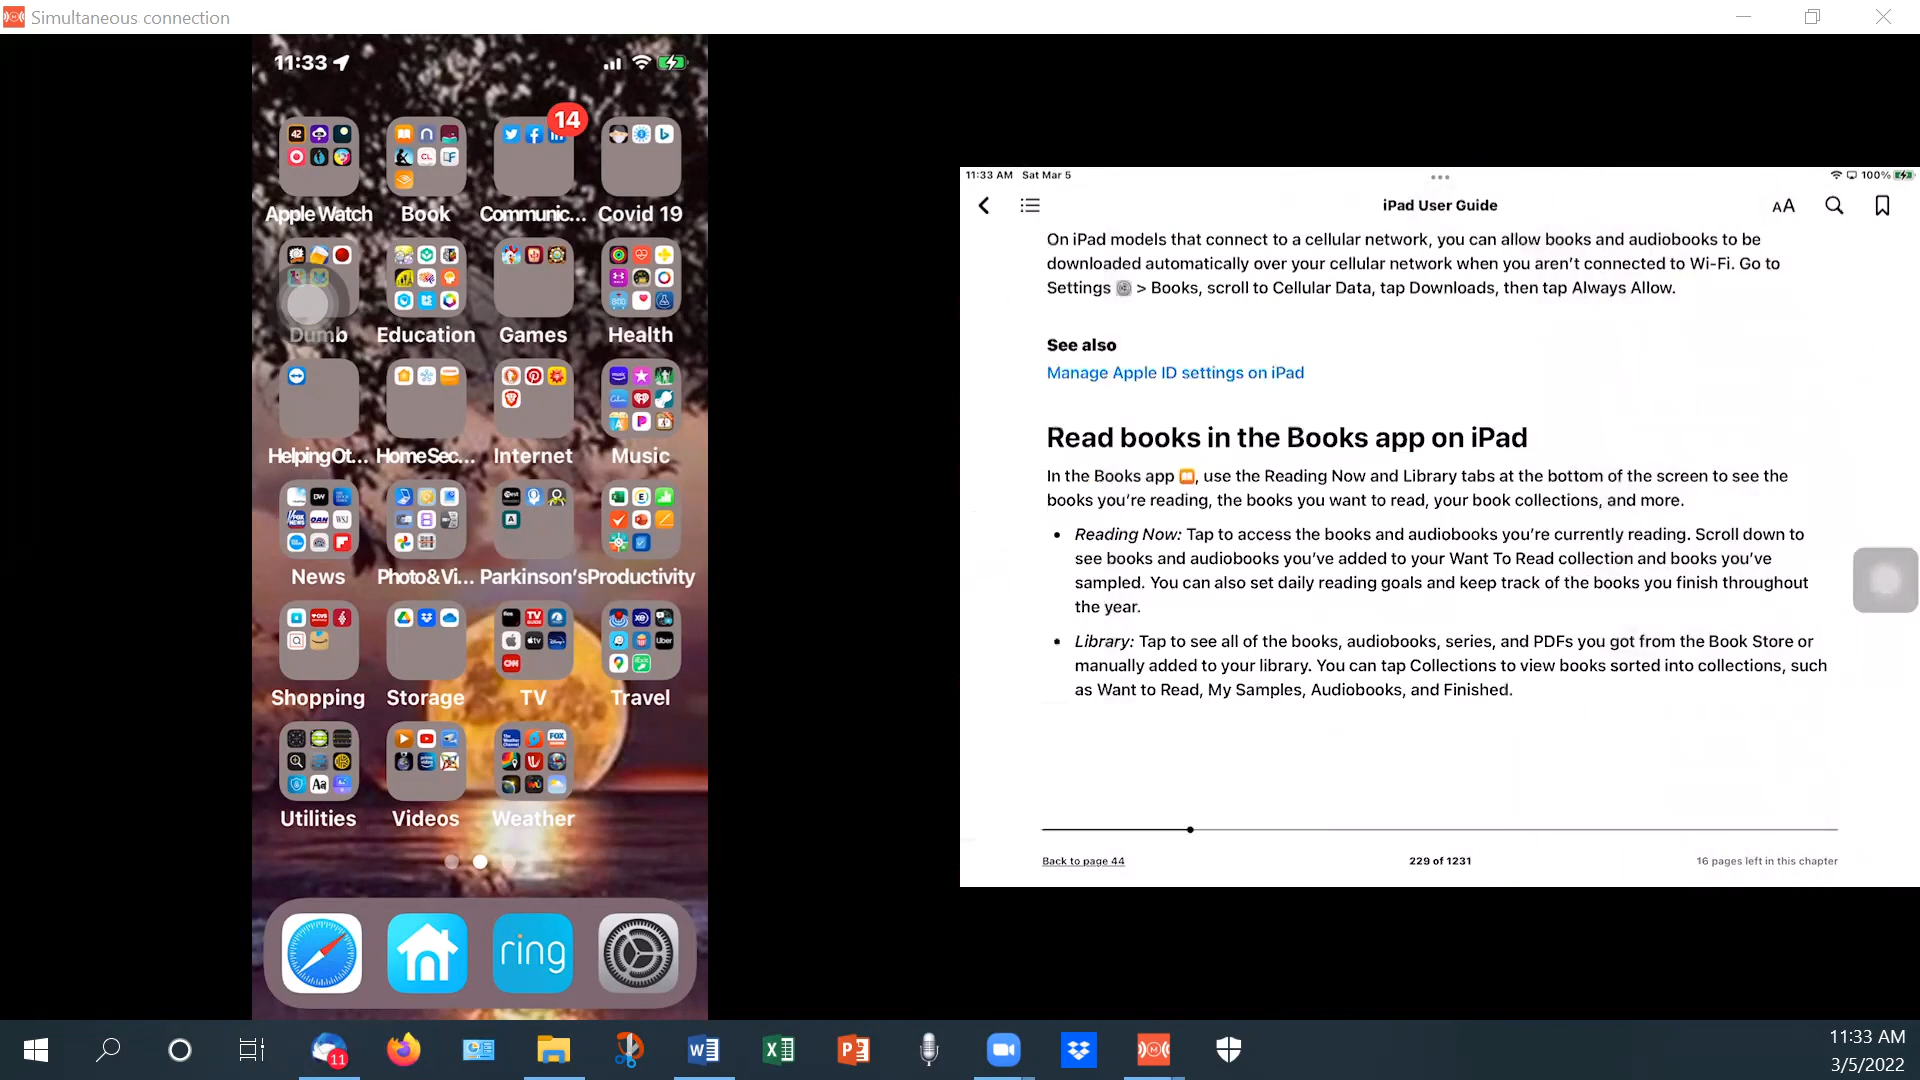 Simultaneous connection
11:33
14
Apple Watch
Book
Communic...
Covid 19
Dumb
Education
Games
Health
Helping Ot...
Home Sec...
Internet
Music
News
Photo&Vi...
Parkinson's
Productivity
Shopping
Storage
TV
Travel
Utilities
Videos
Weather
ring
11:33 AM Sat Mar 5
100%
iPad User Guide
AA
On iPad models that connect to a cellular network, you can allow books and audiobooks to be
downloaded automatically over your cellular network when you aren't connected to Wi-Fi. Go to
Settings > Books, scroll to Cellular Data, tap Downloads, then tap Always Allow.
See also
Manage Apple ID settings on iPad
Read books in the Books app on iPad
In the Books app , use the Reading Now and Library tabs at the bottom of the screen to see the
books you're reading, the books you want to read, your book collections, and more.
• Reading Now: Tap to access the books and audiobooks you're currently reading. Scroll down to
see books and audiobooks you've added to your Want To Read collection and books you've
sampled. You can also set daily reading goals and keep track of the books you finish throughout
the year.
• Library: Tap to see all of the books, audiobooks, series, and PDFs you got from the Book Store or
manually added to your library. You can tap Collections to view books sorted into collections, such
as Want to Read, My Samples, Audiobooks, and Finished.
Back to page 44
229 of 1231
16 pages left in this chapter
11
11:33 AM
3/5/2022